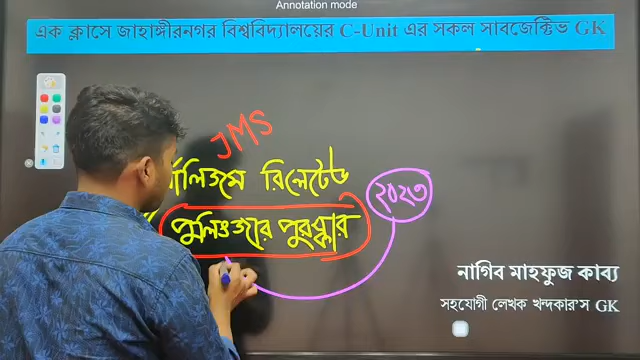 Annotation mode
এক ক্লাসে জাহাঙ্গীরনগর বিশ্ববিদ্যালয়ের C-Unit এর সকল সাবজেক্টিভ GK
JMS
রিলেটেড
২০২৩
পুলিৎজার পুরস্কার
নাগিব মাহফুজ কাব্য
সহযোগী লেখক খন্দকার'স GK